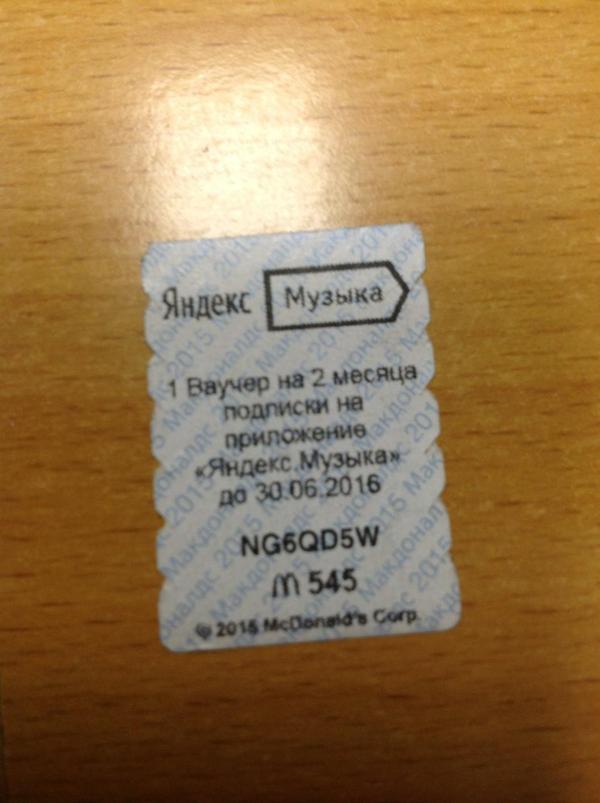 Яндекс Музыка
1 Ваучер на 2 месяца
подписки на
приложение
«Яндекс.Музыка»
до 30.06.2016
NG6QD5W
m 545
© 2015 McDonald's Corp.